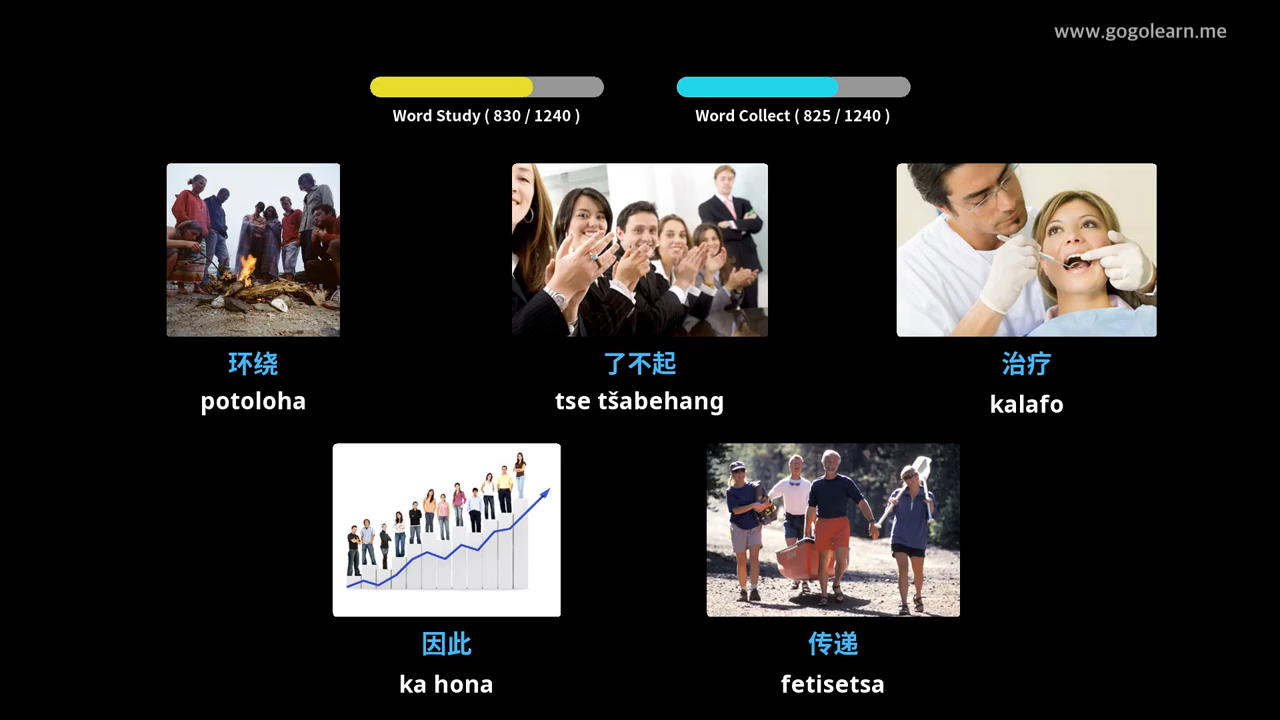 www.gogolearn.me
Word Study ( 830 / 1240 )
Word Collect ( 825 / 1240 )
环绕
potoloha
了不起
tse tšabehang
治疗
kalafo
因此
ka hona
传递
fetisetsa